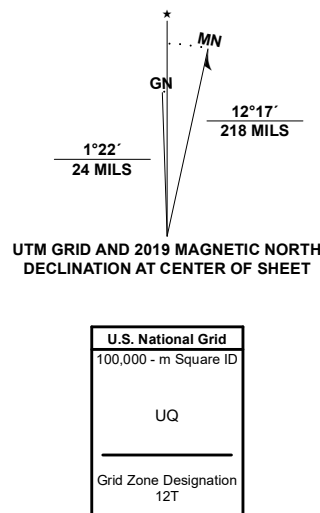 ★
MN
GN
12°17´
218 MILS
1°22´
24 MILS
UTM GRID AND 2019 MAGNETIC NORTH
DECLINATION AT CENTER OF SHEET
U.S. National Grid
100,000 - m Square ID
UQ
Grid Zone Designation
12T